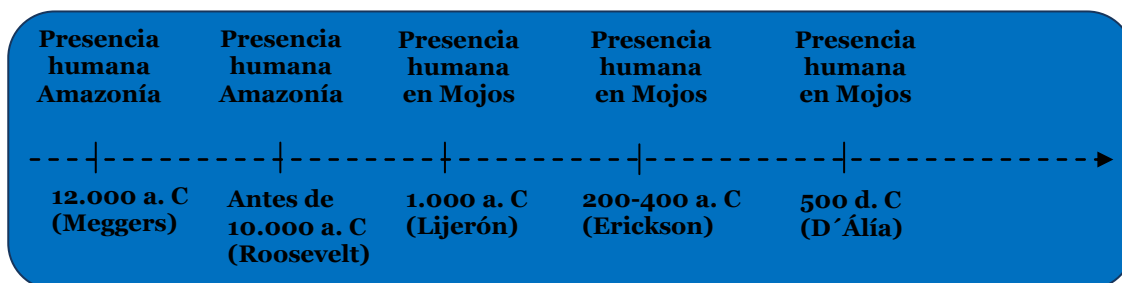 Presencia
humana
Amazonía
Presencia
humana
Amazonía
Presencia
humana
en Mojos
Presencia
humana
en Mojos
Presencia
humana
en Mojos
12.000 a. C
(Meggers)
Antes de
10.000 a. C
(Roosevelt)
1.000 a. C
(Lijerón)
200-400 a. C
(Erickson)
500 d. C
(D´Álía)